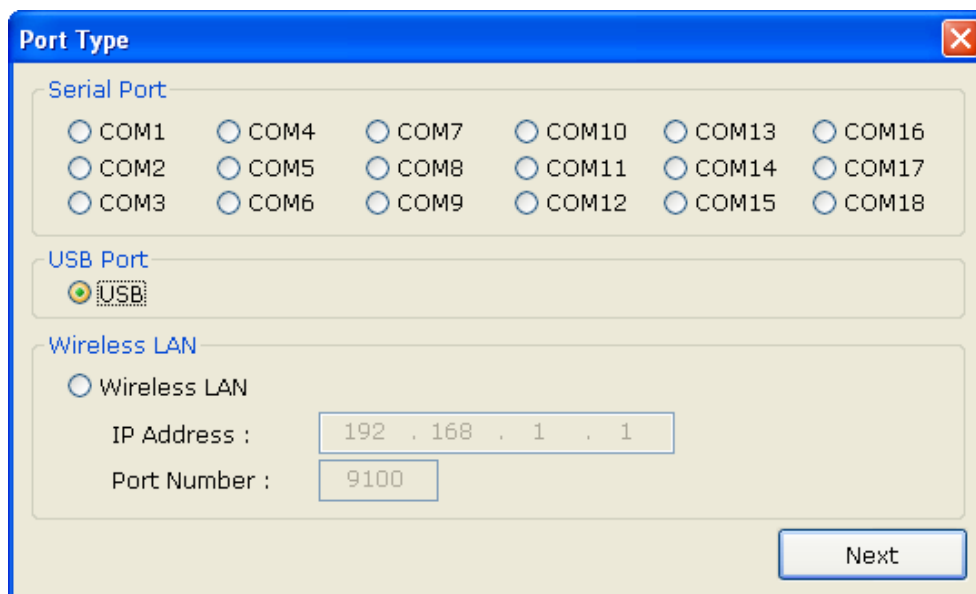 Port Type
Serial Port
COM1 COM4 COM7 COM10 COM13 COM16
COM2 COM5 COM8 COM11 COM14 COM17
COM3 COM6 COM9 COM12 COM15 COM18
USB Port
USB
Wireless LAN
Wireless LAN
IP Address : 192 . 168 . 1 . 1
Port Number : 9100
Next